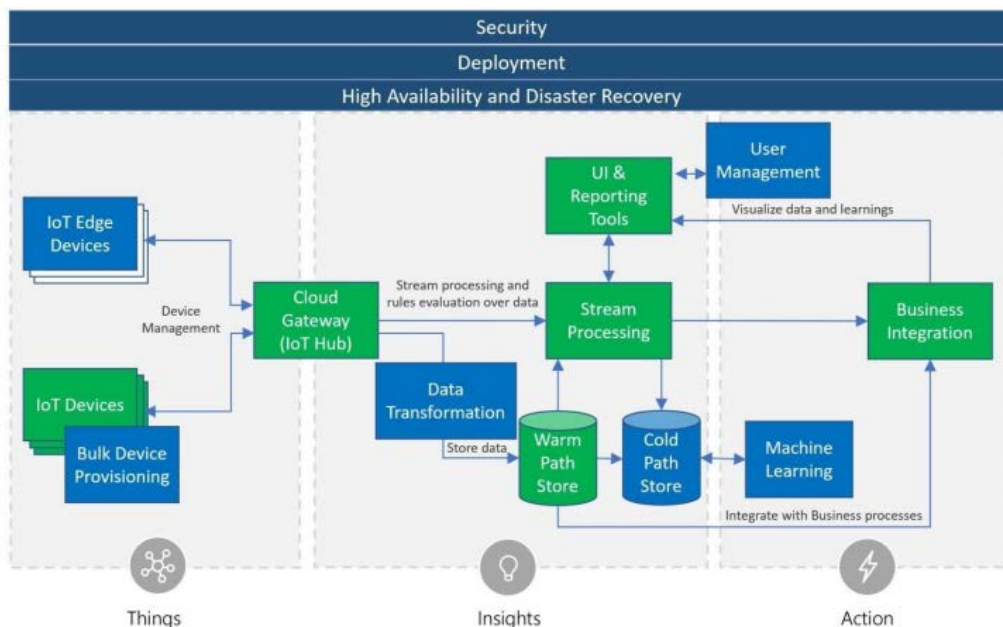 Security
Deployment
High Availability and Disaster Recovery
IoT Edge
Devices
Device
Management
IoT Devices
Bulk Device
Provisioning
Cloud
Gateway
(IoT Hub)
Stream processing and
rules evaluation over data
Data
Transformation
Store data
UI &
Reporting
Tools
User
Management
Visualize data and learnings
Stream
Processing
Business
Integration
Warm
Path
Store
Cold
Path
Store
Machine
Learning
Integrate with Business processes
Things
Insights
Action